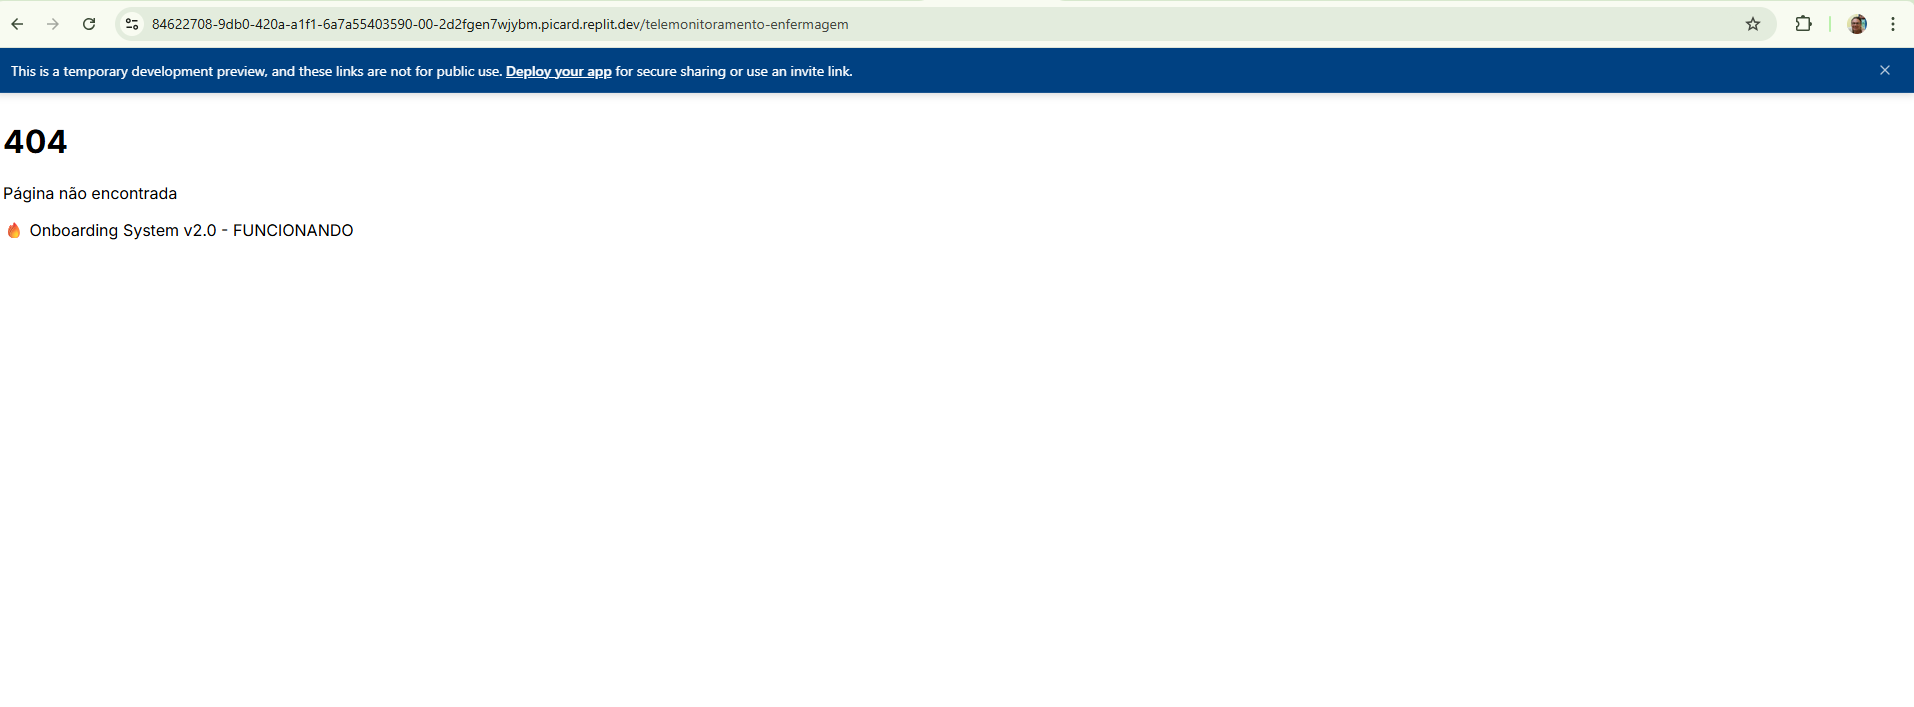 84622708-9db0-420a-a1f1-6a7a55403590-00-2d2fgen7wjybm.picard.replit.dev/telemonitoramento-enfermagem
This is a temporary development preview, and these links are not for public use. Deploy your app for secure sharing or use an invite link.
404
Página não encontrada
🔥 Onboarding System v2.0 - FUNCIONANDO